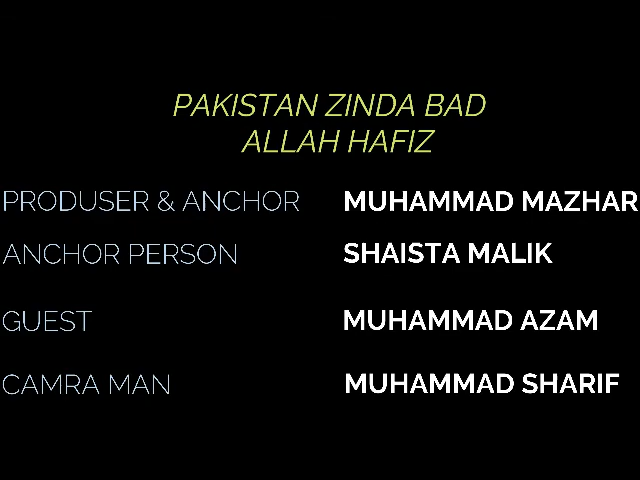 PAKISTAN ZINDA BAD
ALLAH HAFIZ
PRODUSER & ANCHOR MUHAMMAD MAZHAR
ANCHOR PERSON SHAISTA MALIK
GUEST MUHAMMAD AZAM
CAMRA MAN MUHAMMAD SHARIF